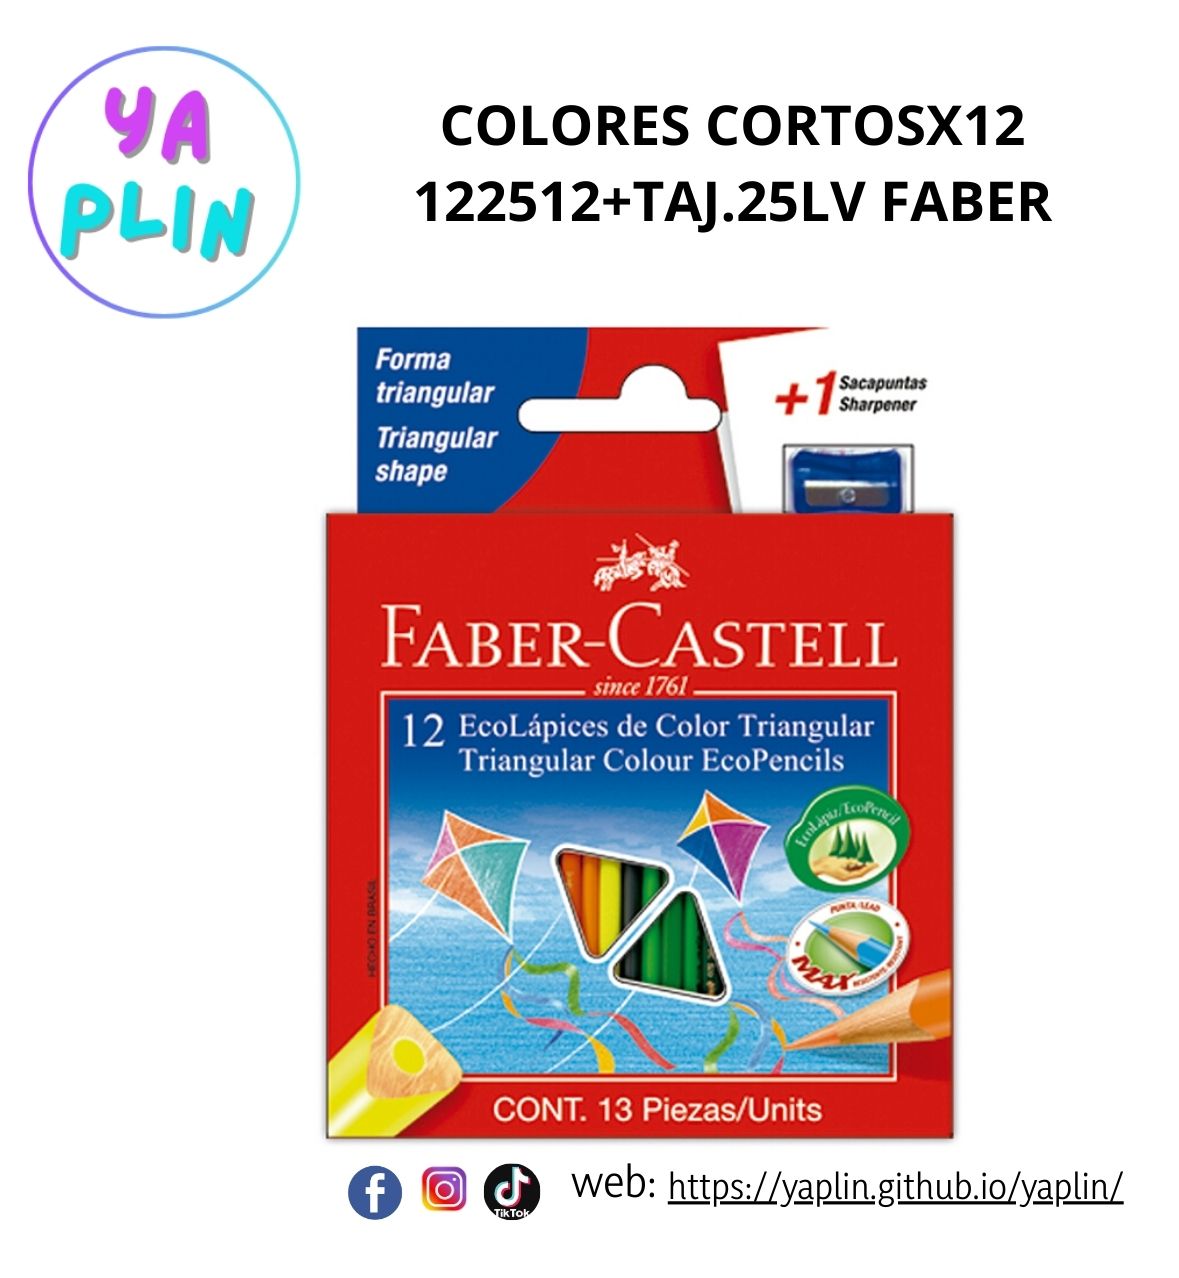 YA
PLIN
COLORES CORTOSX12
122512+TAJ.25LV FABER
Forma
triangular
Triangular
shape
+1 Sacapuntas
Sharpener
FABER-CASTELL
since 1761
12 EcoLápices de Color Triangular
Triangular Colour EcoPencils
EcoLápiz/EcoPencil
PUNTA/LEAD
MAX
HECHO EN BRASIL
CONT. 13 Piezas/Units
TikTok
web: https://yaplin.github.io/yaplin/